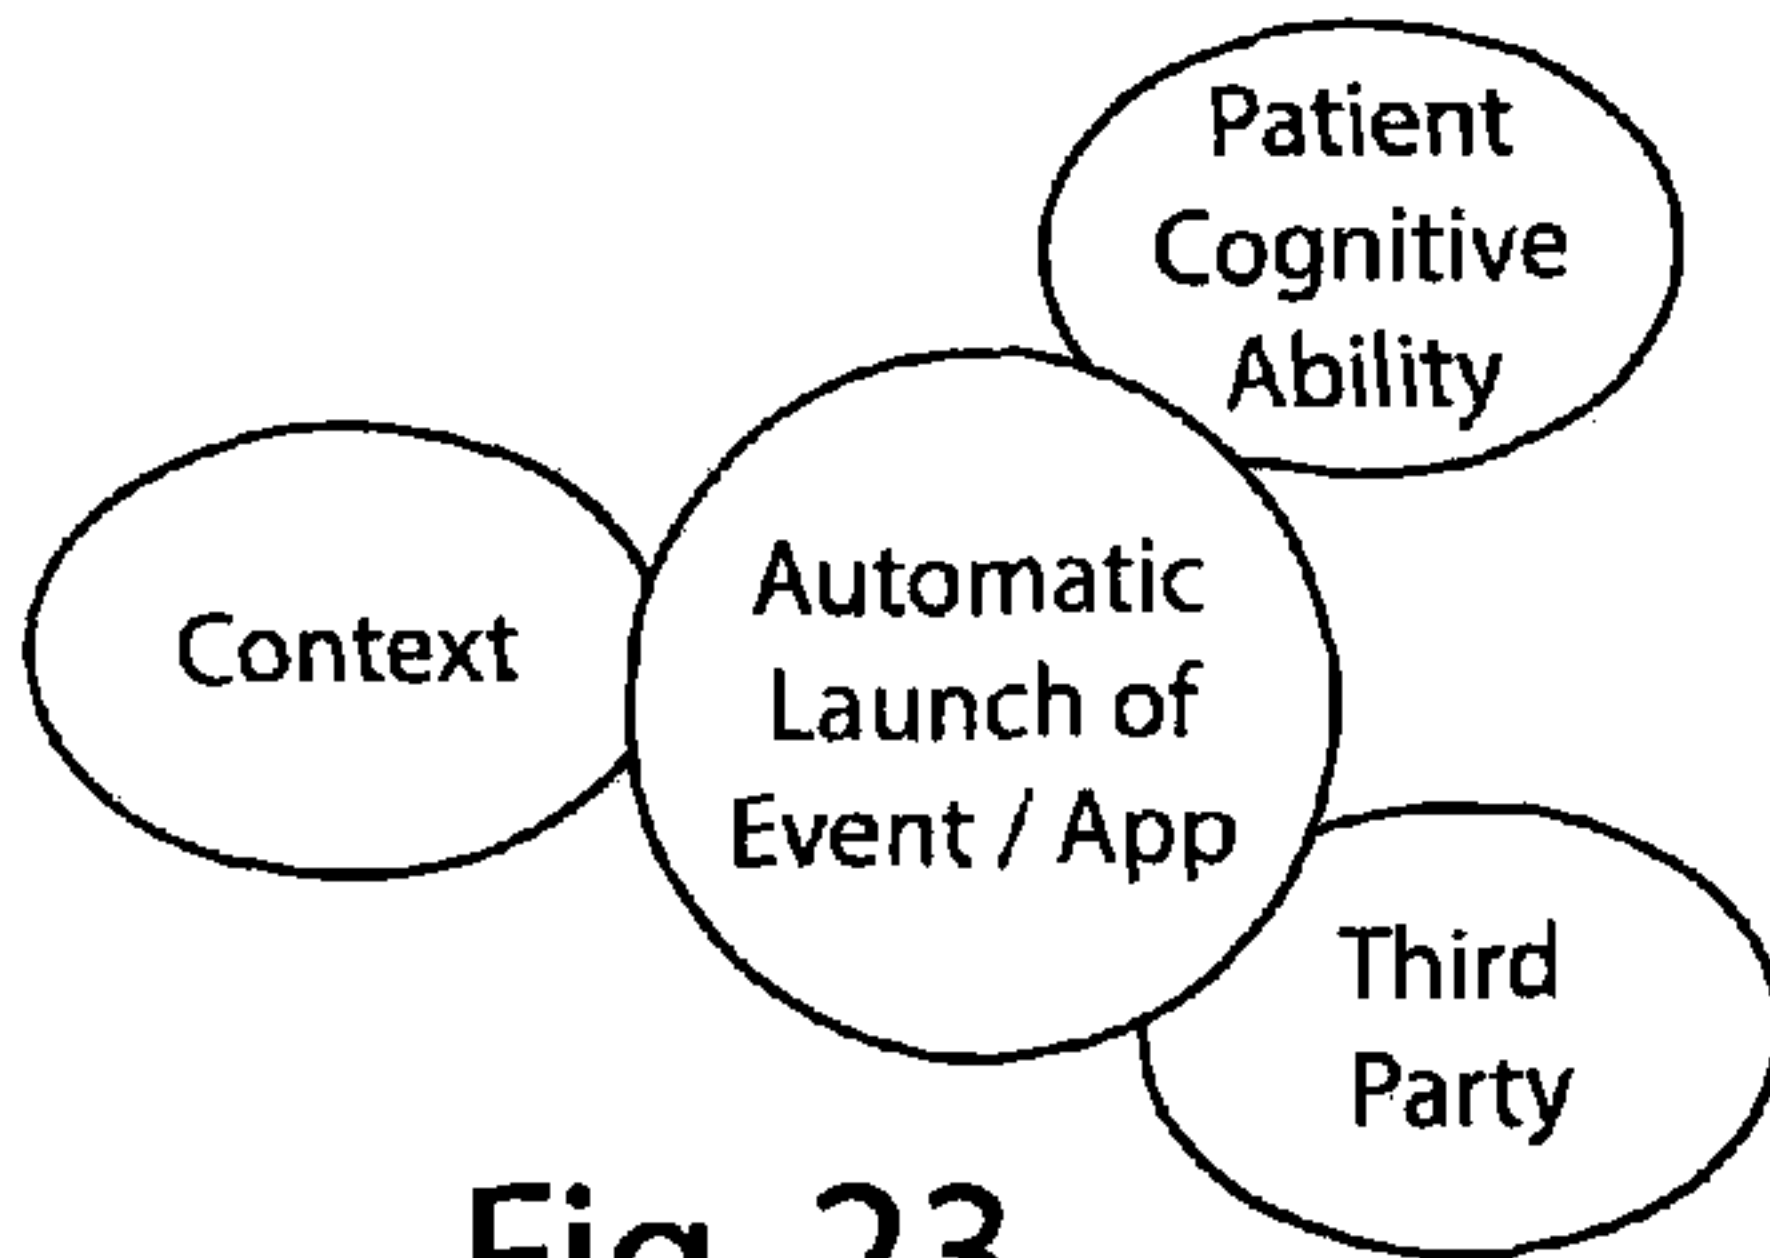 Patient
Cognitive
Ability
Context
Automatic
Launch of
Event / App
Third
Party
Fig. 23